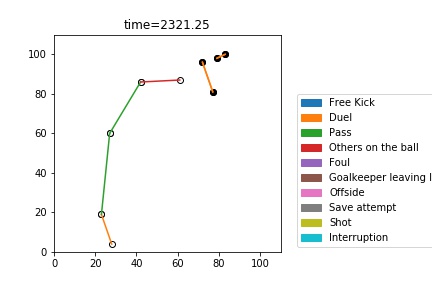 time=2321.25
100
80
60
40
20
0
0 20 40 60 80 100
Free Kick
Duel
Pass
Others on the ball
Foul
Goalkeeper leaving l
Offside
Save attempt
Shot
Interruption